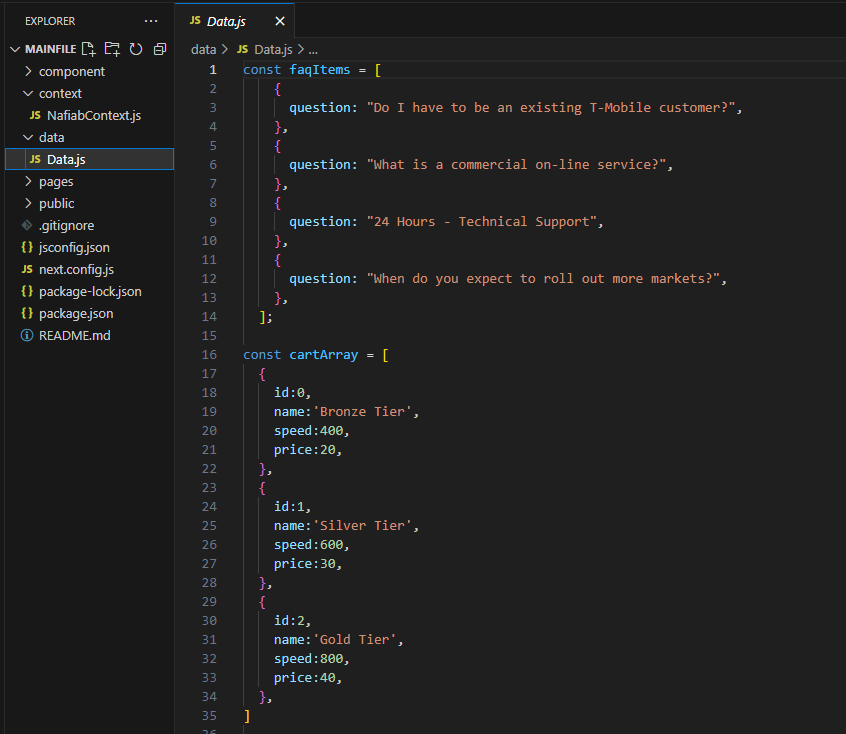 EXPLORER
...
MAINFILE
component
context
JS NafiabContext.js
data
JS Data.js
pages
public
.gitignore
{} jsconfig.json
JS next.config.js
{} package-lock.json
{} package.json
README.md
JS Data.js
data > JS Data.js > ...
1 const faqItems = [
2 {
3 question: "Do I have to be an existing T-Mobile customer?",
4 },
5 {
6 question: "What is a commercial on-line service?",
7 },
8 {
9 question: "24 Hours - Technical Support",
10 },
11 {
12 question: "When do you expect to roll out more markets?",
13 },
14 ];
15
16 const cartArray = [
17 {
18 id:0,
19 name:'Bronze Tier',
20 speed:400,
21 price:20,
22 },
23 {
24 id:1,
25 name:'Silver Tier',
26 speed:600,
27 price:30,
28 },
29 {
30 id:2,
31 name:'Gold Tier',
32 speed:800,
33 price:40,
34 },
35 ]
36